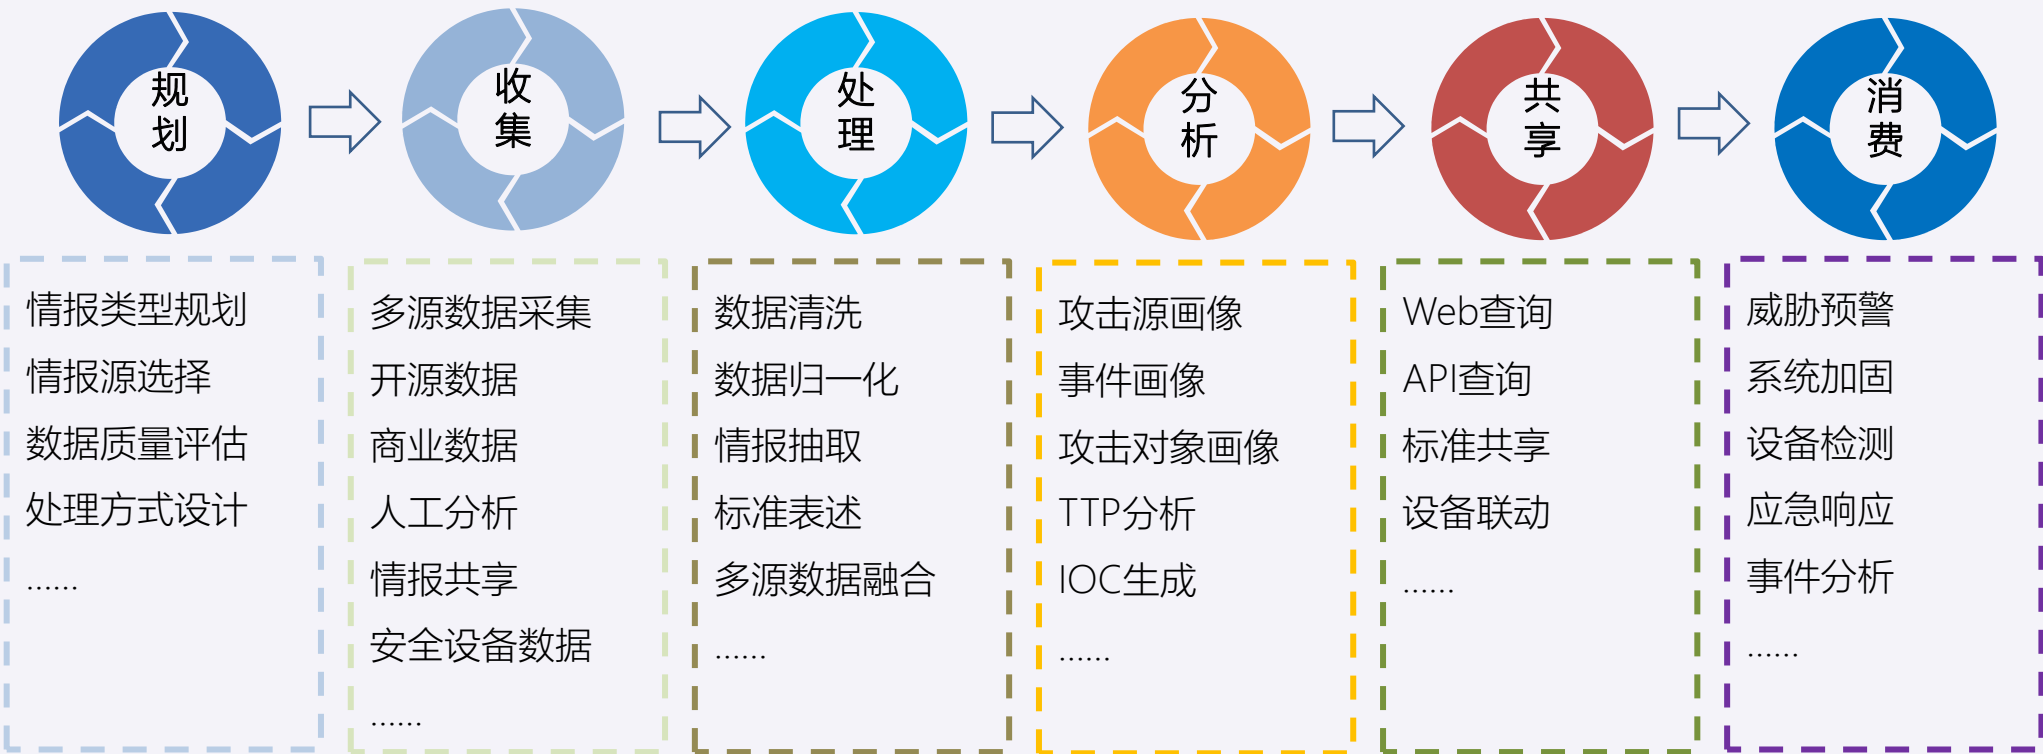 规
划
收
集
处
理
分
析
共
享
消
费
情报类型规划
情报源选择
数据质量评估
处理方式设计
......
多源数据采集
开源数据
商业数据
人工分析
情报共享
安全设备数据
......
数据清洗
数据归一化
情报抽取
标准表述
多源数据融合
......
攻击源画像
事件画像
攻击对象画像
TTP分析
IOC生成
......
Web查询
API查询
标准共享
设备联动
......
威胁预警
系统加固
设备检测
应急响应
事件分析
......